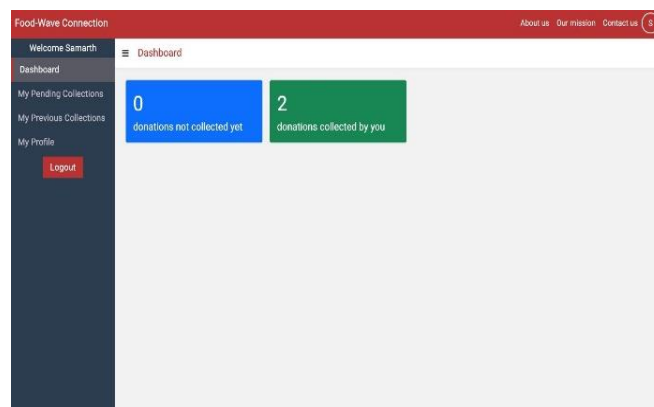 Food-Wave Connection
About us Our mission Contact us S
Welcome Samarth
Dashboard
☰ Dashboard
My Pending Collections
My Previous Collections
My Profile
Logout
0
donations not collected yet
2
donations collected by you